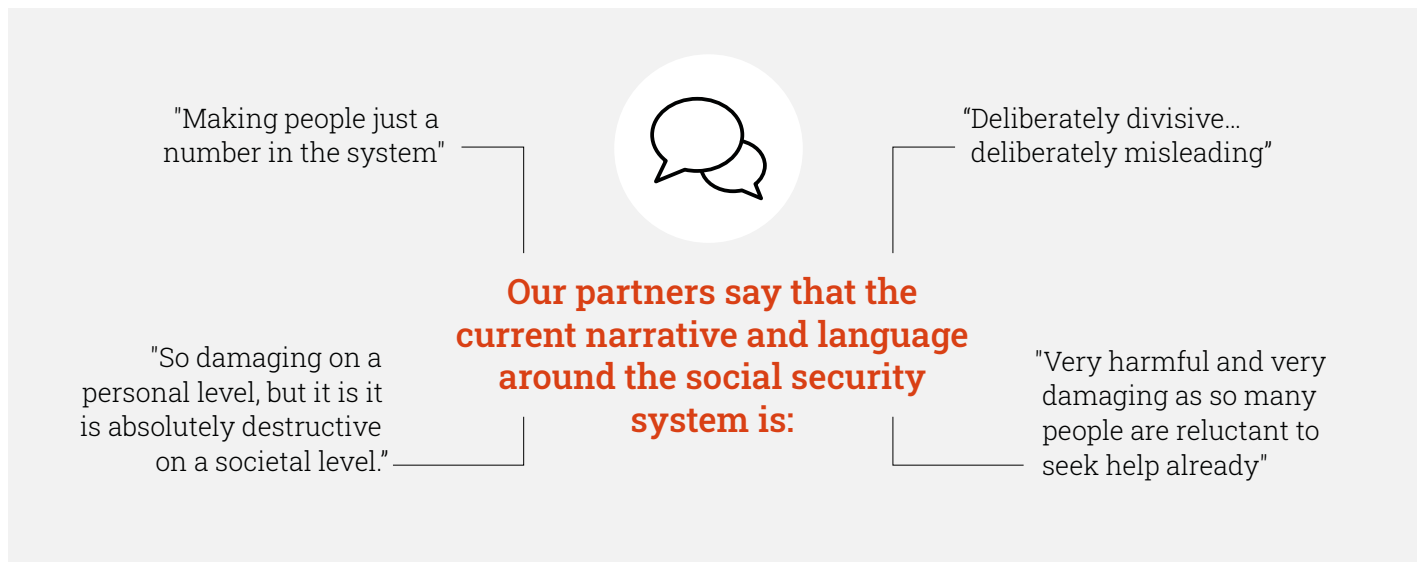 "Making people just a
number in the system"
“Deliberately divisive…
deliberately misleading”
Our partners say that the
current narrative and language
around the social security
system is:
"So damaging on a
personal level, but it is it
is absolutely destructive
on a societal level.”
"Very harmful and very
damaging as so many
people are reluctant to
seek help already"